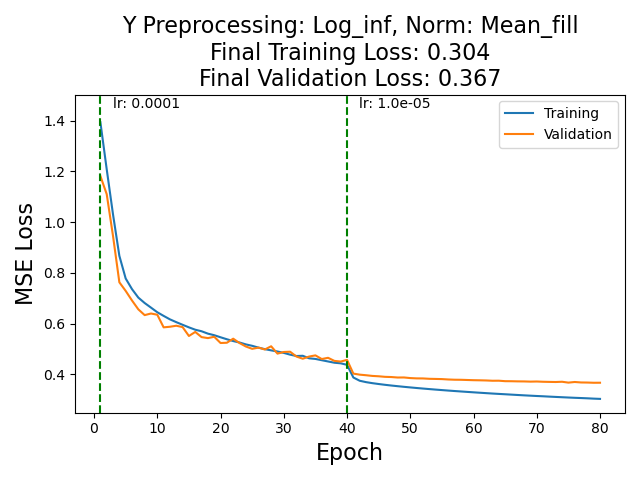 Y Preprocessing: Log_inf, Norm: Mean_fill
Final Training Loss: 0.304
Final Validation Loss: 0.367
lr: 0.0001
lr: 1.0e-05
Training
Validation
MSE Loss
1.4
1.2
1.0
0.8
0.6
0.4
0
10
20
30
40
50
60
70
80
Epoch